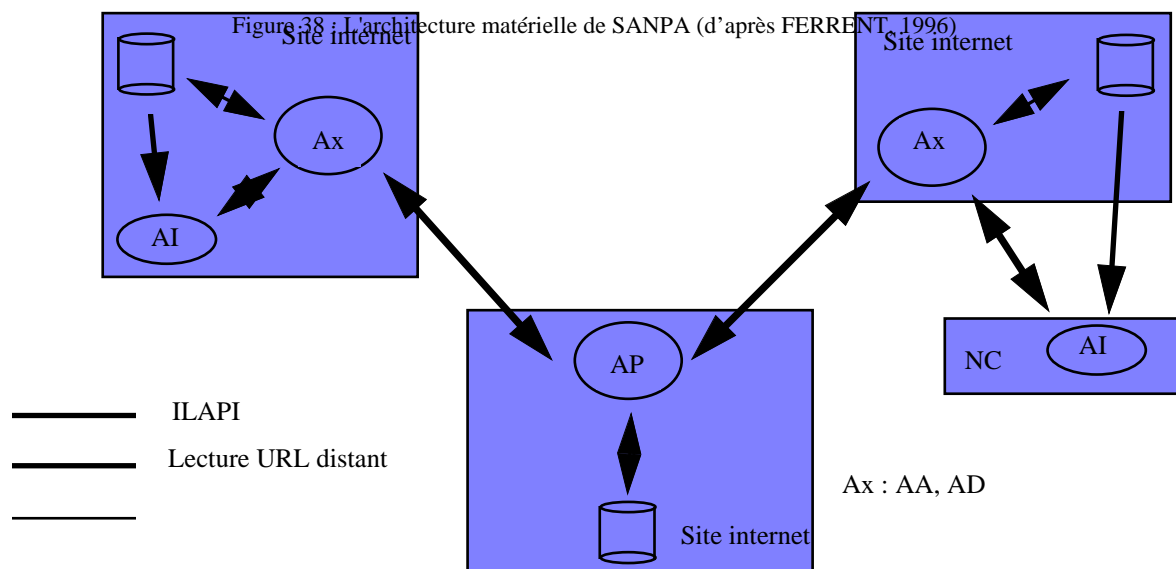 Figure 38 : L'architecture matérielle de SANPA (d'après FERRENT, 1996)
Site internet
Site internet
Ax
Ax
AI
AP
NC
AI
ILAPI
Lecture URL distant
Ax : AA, AD
Site internet